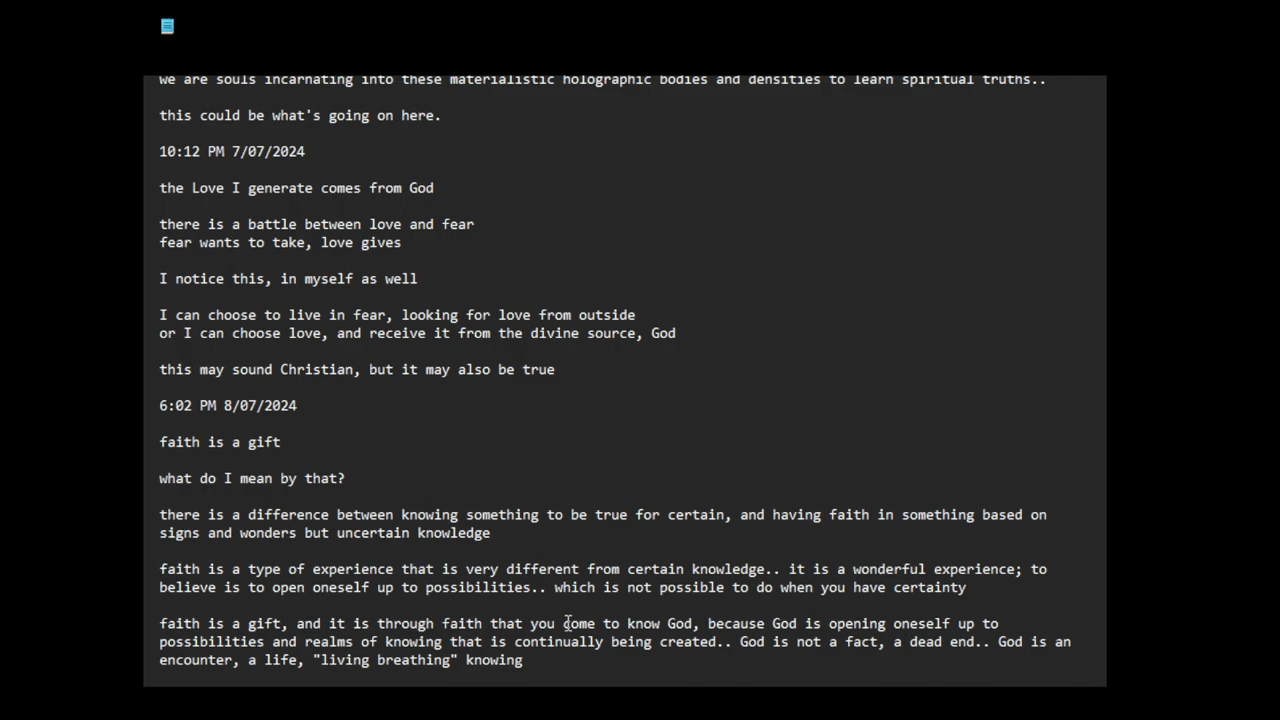 we are souls incarnating into these materialistic holographic bodies and densities to learn spiritual truths..
this could be what's going on here.
10:12 PM 7/07/2024
the Love I generate comes from God
there is a battle between love and fear
fear wants to take, love gives
I notice this, in myself as well
I can choose to live in fear, looking for love from outside
or I can choose love, and receive it from the divine source, God
this may sound Christian, but it may also be true
6:02 PM 8/07/2024
faith is a gift
what do I mean by that?
there is a difference between knowing something to be true for certain, and having faith in something based on
signs and wonders but uncertain knowledge
faith is a type of experience that is very different from certain knowledge.. it is a wonderful experience; to
believe is to open oneself up to possibilities.. which is not possible to do when you have certainty
faith is a gift, and it is through faith that you come to know God, because God is opening oneself up to
possibilities and realms of knowing that is continually being created.. God is not a fact, a dead end.. God is an
encounter, a life, "living breathing" knowing